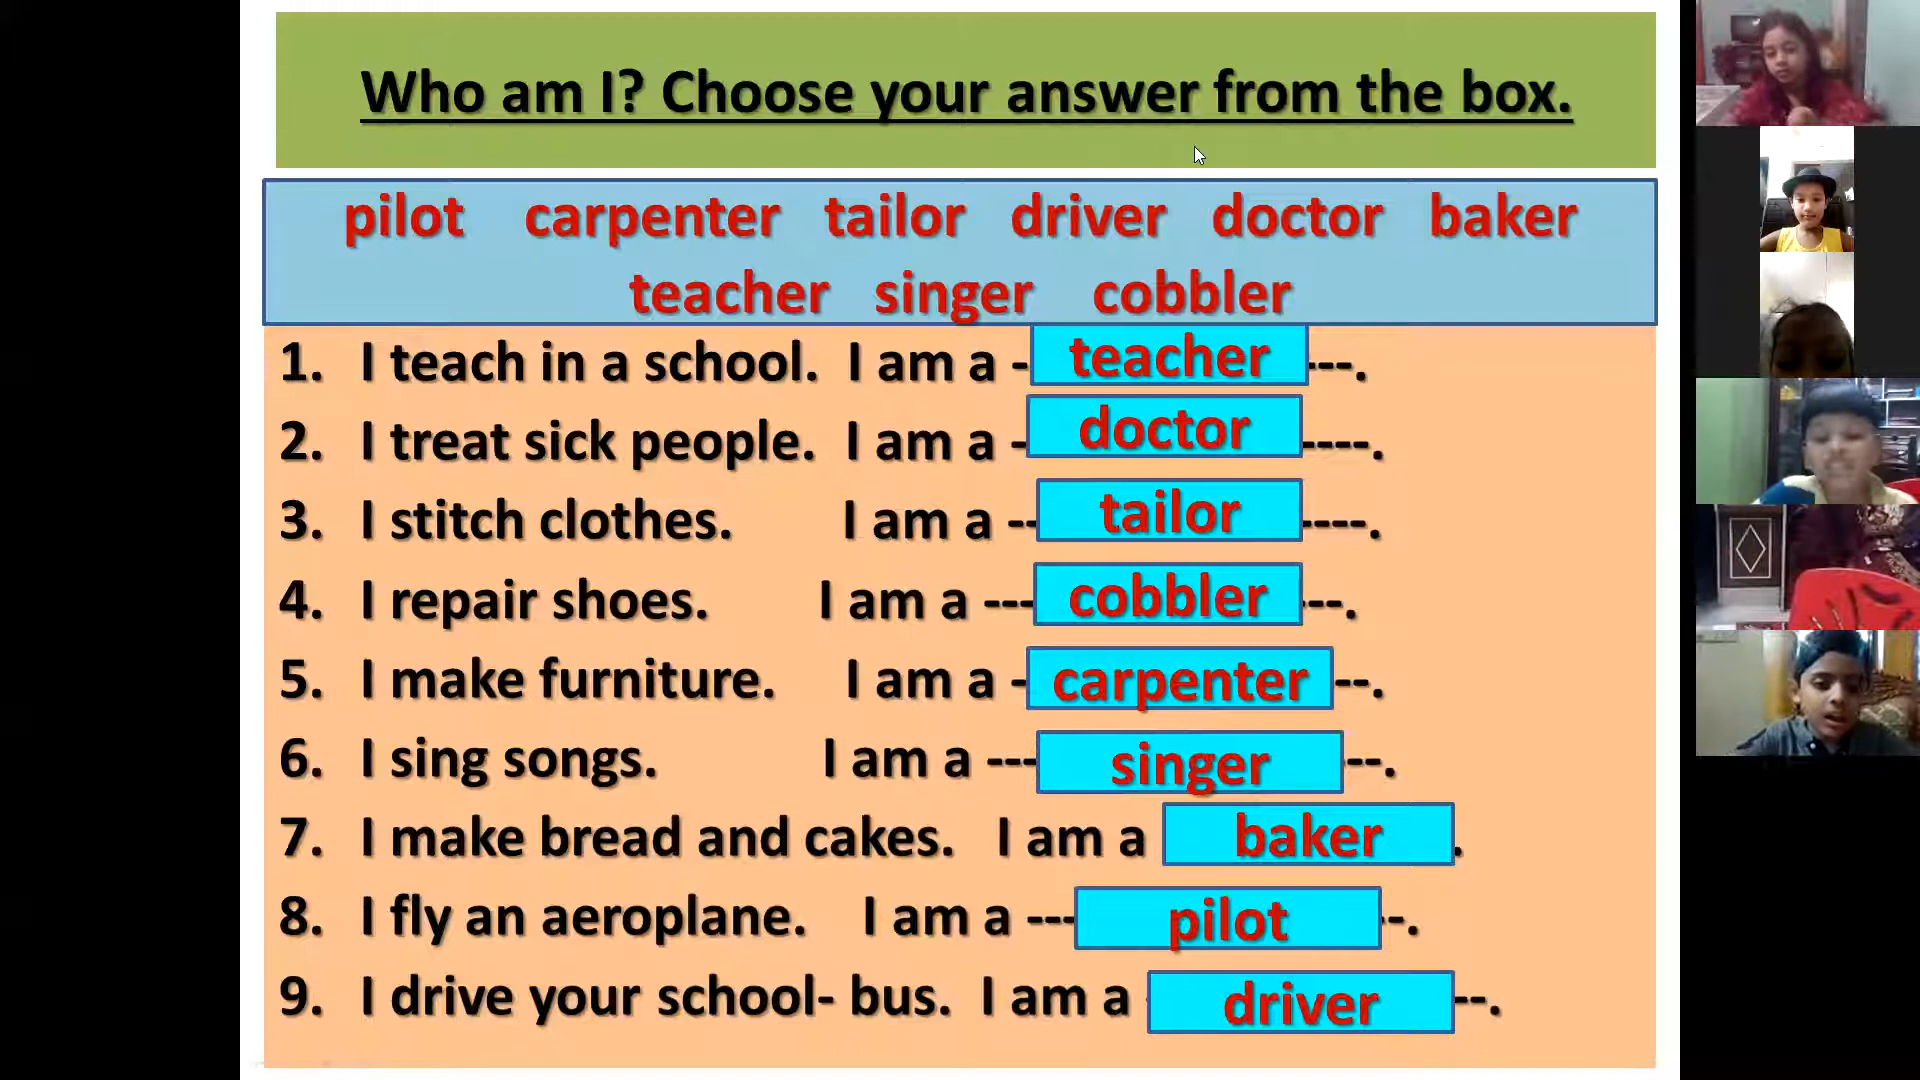 Who am I? Choose your answer from the box.
pilot carpenter tailor driver doctor baker
teacher singer cobbler
1. I teach in a school. I am a - teacher ---.
2. I treat sick people. I am a - doctor ----.
3. I stitch clothes. I am a -- tailor ----.
4. I repair shoes. I am a --- cobbler ---.
5. I make furniture. I am a - carpenter --.
6. I sing songs. I am a --- singer --.
7. I make bread and cakes. I am a baker .
8. I fly an aeroplane. I am a --- pilot --.
9. I drive your school- bus. I am a driver --.